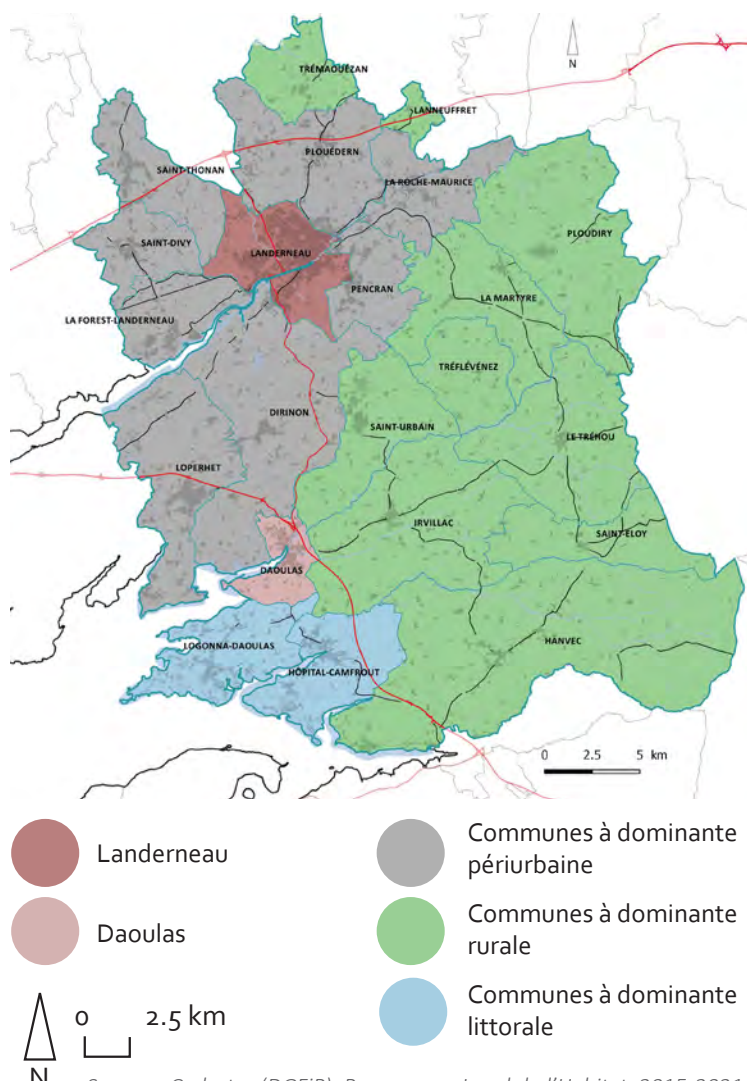 TRÉMAOUÉZAN
N
LANNEUFFRET
PLOUÉDERN
SAINT-THONAN
LA ROCHE-MAURICE
PLOUDIRY
SAINT-DIVY
LANDERNEAU
PENCRAN
LA MARTYRE
LA FOREST-LANDERNEAU
TRÉFLÉVÉNEZ
DIRINON
SAINT-URBAIN
LE TRÉHOU
LOPERHET
IRVILLAC
SAINT-ELOY
DAOULAS
LOGONNA-DAOULAS
HANVEC
HÔPITAL-CAMFROUT
0 2.5 5 km
Landerneau
Daoulas
Communes à dominante
périurbaine
Communes à dominante
rurale
Communes à dominante
littorale
0 2.5 km
N